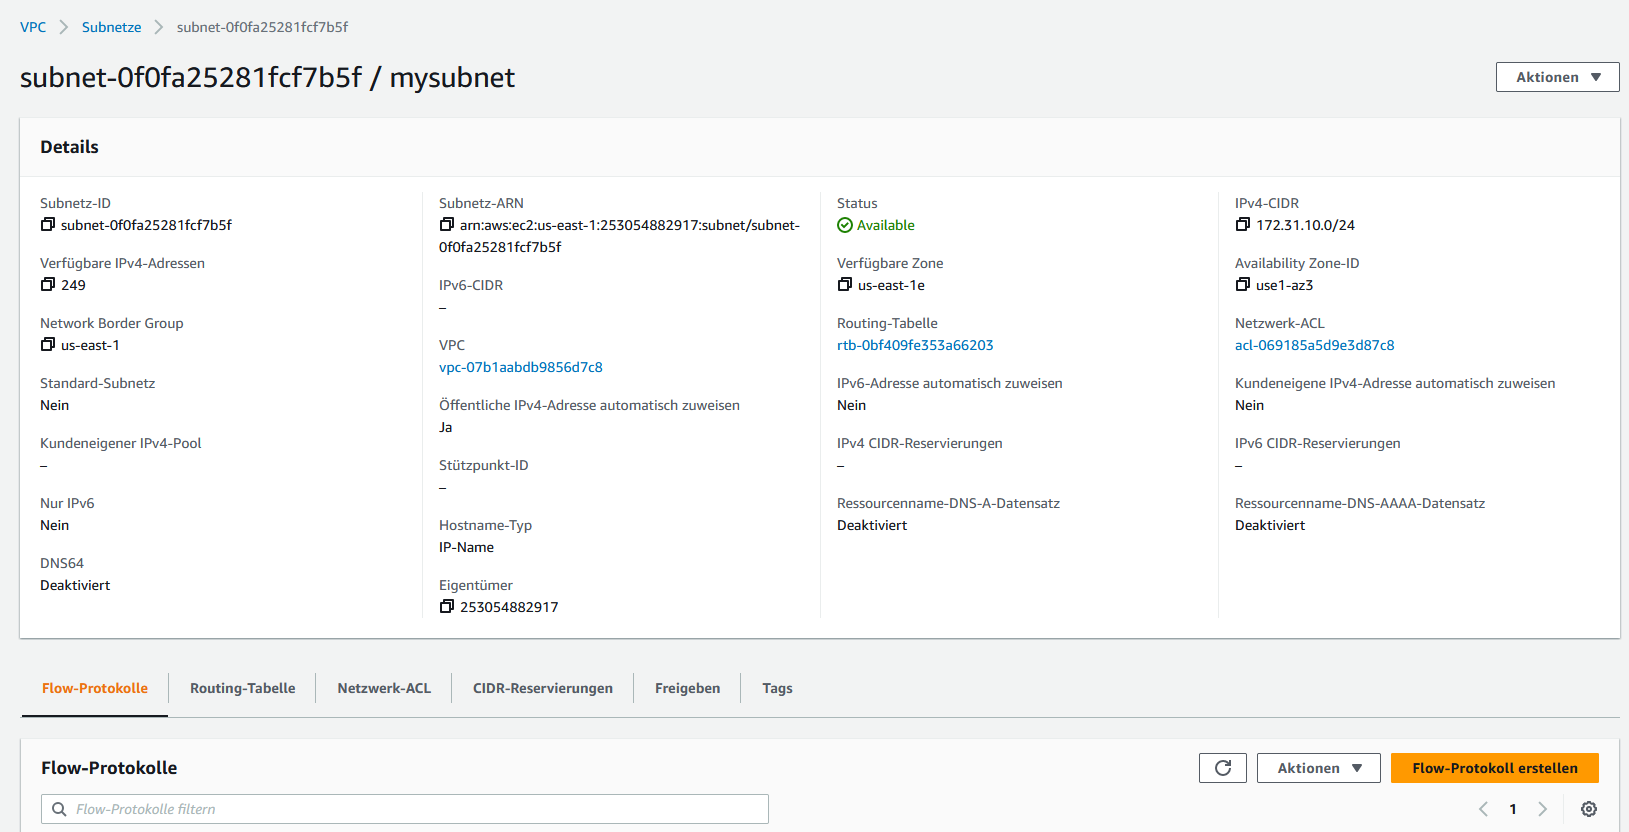 VPC > Subnetze > subnet-0f0fa25281fcf7b5f
subnet-0f0fa25281fcf7b5f / mysubnet
Aktionen
Details
Subnetz-ID
subnet-0f0fa25281fcf7b5f
Verfügbare IPv4-Adressen
249
Network Border Group
us-east-1
Standard-Subnetz
Nein
Kundeneigener IPv4-Pool
–
Nur IPv6
Nein
DNS64
Deaktiviert
Subnetz-ARN
arn:aws:ec2:us-east-1:253054882917:subnet/subnet-
0f0fa25281fcf7b5f
IPv6-CIDR
–
VPC
vpc-07b1aabdb9856d7c8
Öffentliche IPv4-Adresse automatisch zuweisen
Ja
Stützpunkt-ID
–
Hostname-Typ
IP-Name
Eigentümer
253054882917
Status
Available
Verfügbare Zone
us-east-1e
Routing-Tabelle
rtb-0bf409fe353a66203
IPv6-Adresse automatisch zuweisen
Nein
IPv4 CIDR-Reservierungen
–
Ressourcenname-DNS-A-Datensatz
Deaktiviert
IPv4-CIDR
172.31.10.0/24
Availability Zone-ID
use1-az3
Netzwerk-ACL
acl-069185a5d9e3d87c8
Kundeneigene IPv4-Adresse automatisch zuweisen
Nein
IPv6 CIDR-Reservierungen
–
Ressourcenname-DNS-AAAA-Datensatz
Deaktiviert
Flow-Protokolle Routing-Tabelle Netzwerk-ACL CIDR-Reservierungen Freigeben Tags
Flow-Protokolle
Aktionen
Flow-Protokoll erstellen
Flow-Protokolle filtern
1